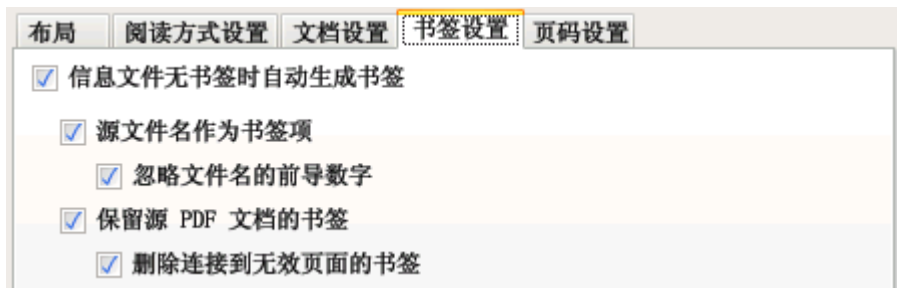 布局 阅读方式设置 文档设置 书签设置 页码设置
信息文件无书签时自动生成书签
源文件名作为书签项
忽略文件名的前导数字
保留源 PDF 文档的书签
删除连接到无效页面的书签